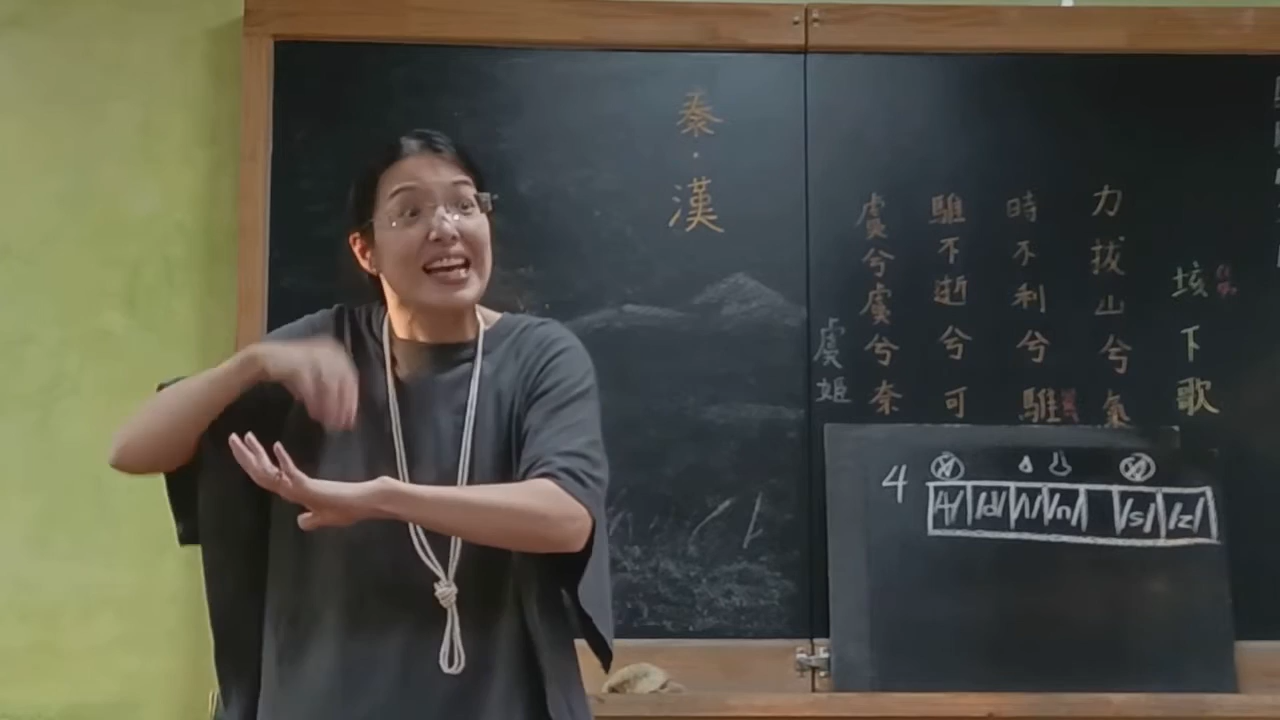 垓下歌
力拔山兮氣
時不利兮騅
騅不逝兮可
虞兮虞兮奈
虞姬
秦·漢
4 /t/ /d/ /l/ /n/ /s/ /z/